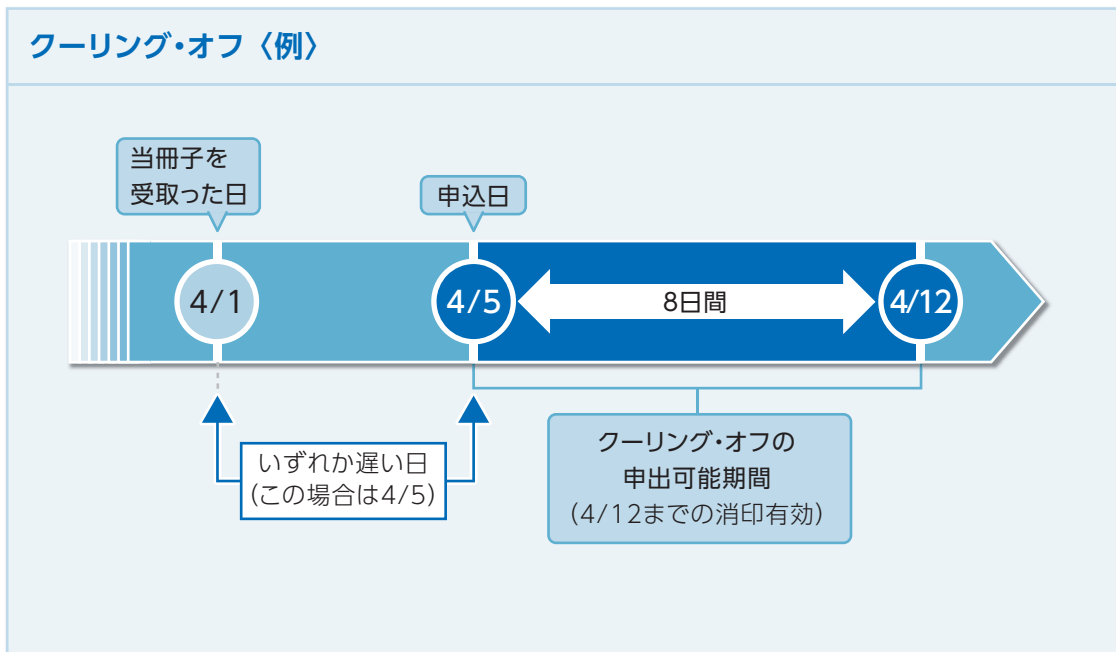 クーリング・オフ〈例〉
当冊子を
受取った日
申込日
4/1
4/5
8日間
4/12
いずれか遅い日
(この場合は4/5)
クーリング・オフの
申出可能期間
(4/12までの消印有効)